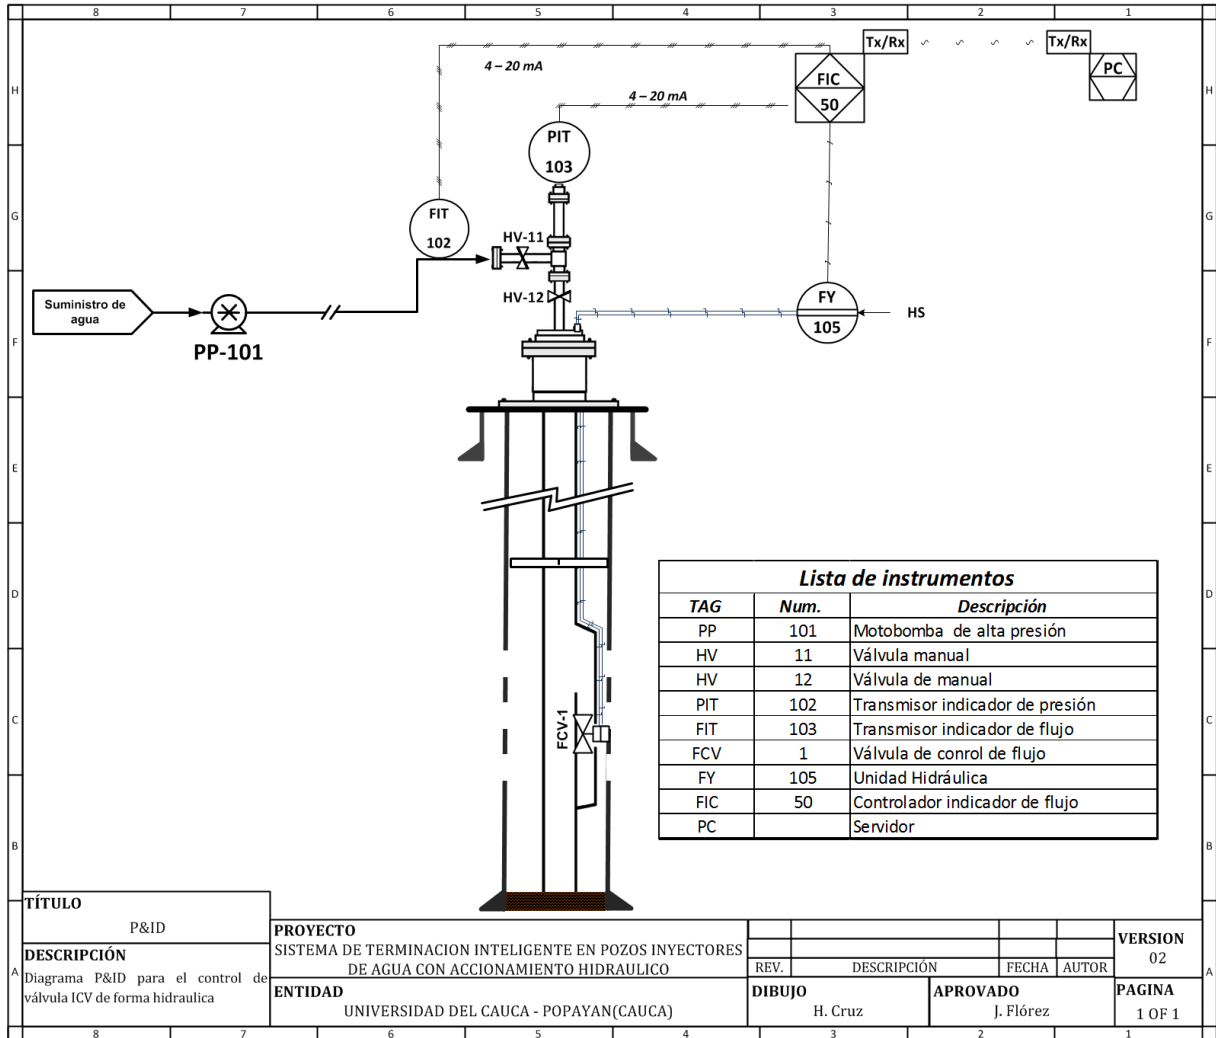 8 7 6 5 4 3 2 1
H
G
F
E
D
C
B
A
H
G
F
E
D
C
B
A
Tx/Rx
Tx/Rx
PC
4 – 20 mA
FIC
50
4 – 20 mA
PIT
103
FIT
102
HV-11
HV-12
Suministro de
agua
PP-101
FY
105
HS
FCV-1
Lista de instrumentos
TAG Num. Descripción
PP 101 Motobomba de alta presión
HV 11 Válvula manual
HV 12 Válvula de manual
PIT 102 Transmisor indicador de presión
FIT 103 Transmisor indicador de flujo
FCV 1 Válvula de conrol de flujo
FY 105 Unidad Hidráulica
FIC 50 Controlador indicador de flujo
PC Servidor
TÍTULO
P&ID
DESCRIPCIÓN
Diagrama P&ID para el control de
válvula ICV de forma hidraulica
PROYECTO
SISTEMA DE TERMINACION INTELIGENTE EN POZOS INYECTORES
DE AGUA CON ACCIONAMIENTO HIDRAULICO
ENTIDAD
UNIVERSIDAD DEL CAUCA - POPAYAN(CAUCA)
REV. DESCRIPCIÓN FECHA AUTOR
VERSION
02
DIBUJO
H. Cruz
APROVADO
J. Flórez
PAGINA
1 OF 1
8 7 6 5 4 3 2 1